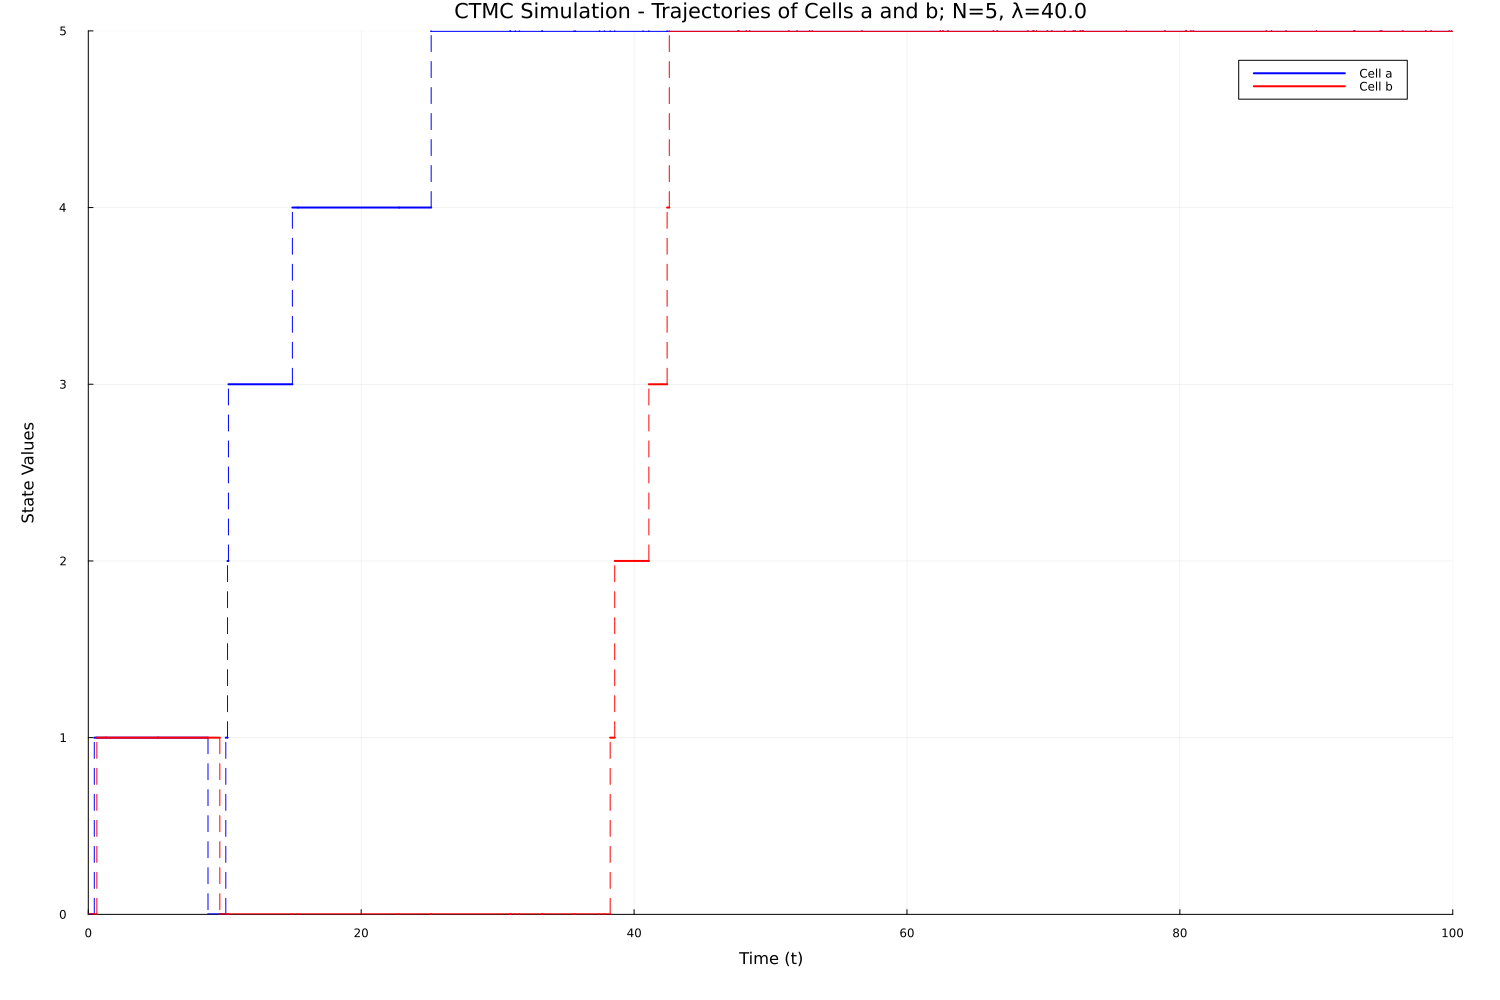 CTMC Simulation - Trajectories of Cells a and b; N=5, λ=40.0
Cell a
Cell b
State Values
5
4
3
2
1
0
0 20 40 60 80 100
Time (t)